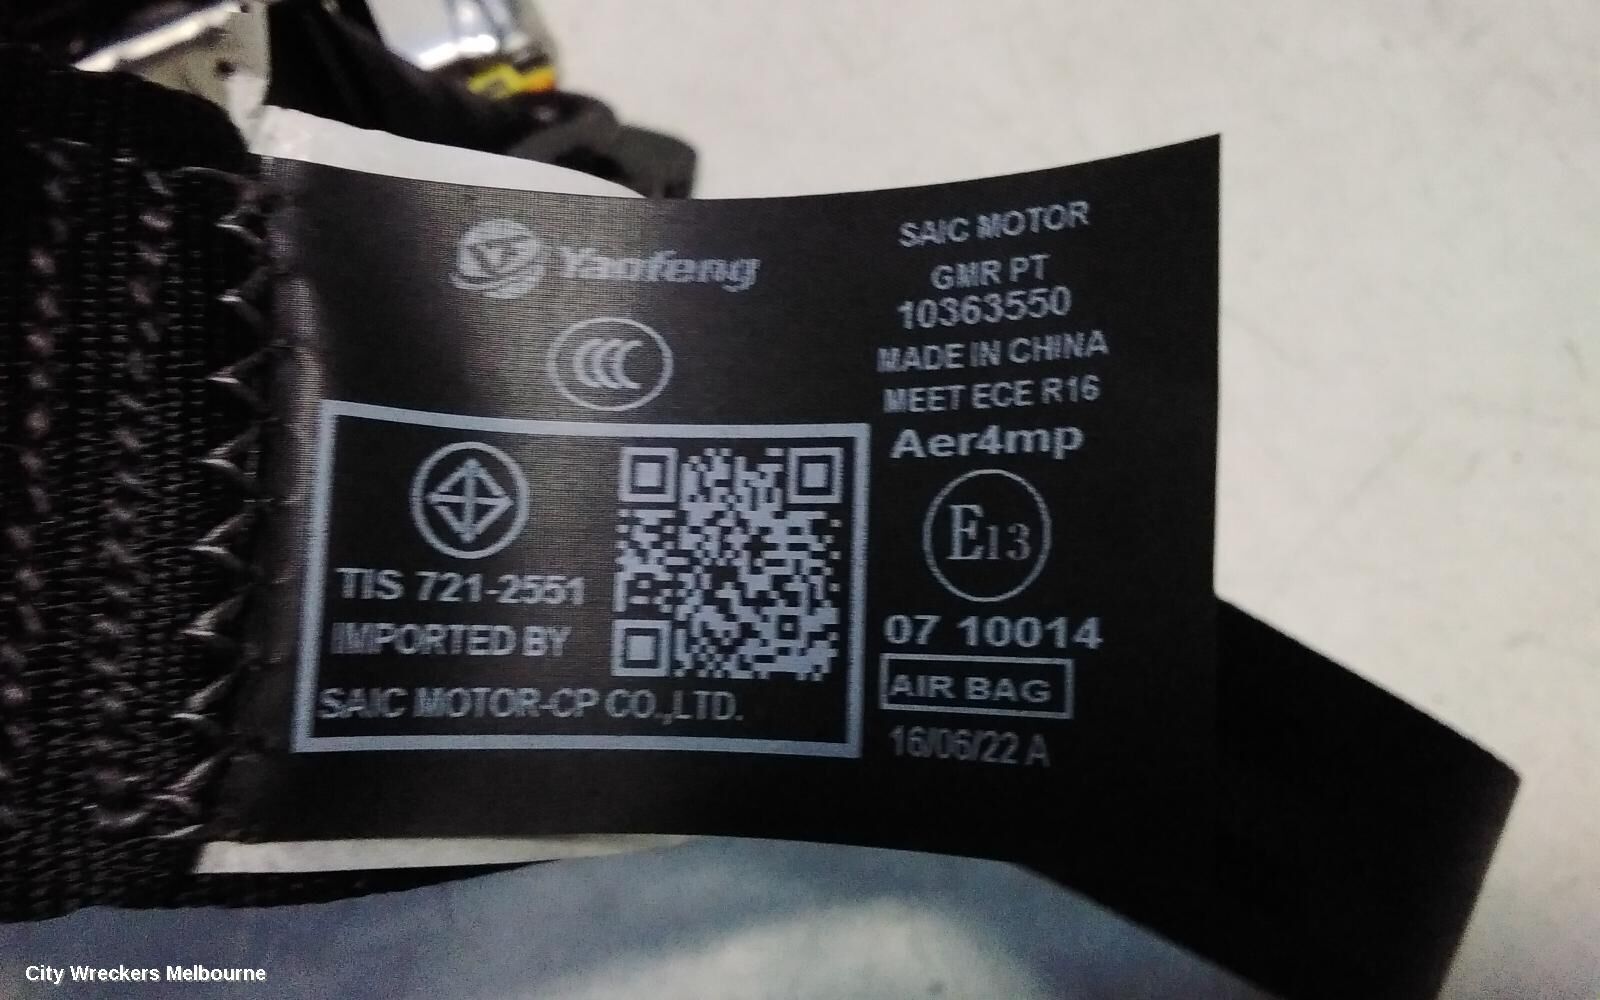 Yanfeng
SAIC MOTOR
GMR PT
10363550
MADE IN CHINA
MEET ECE R16
Aer4mp
E13
07 10014
AIR BAG
16/06/22 A
TIS 721-2551
IMPORTED BY
SAIC MOTOR-CP CO.,LTD.
City Wreckers Melbourne